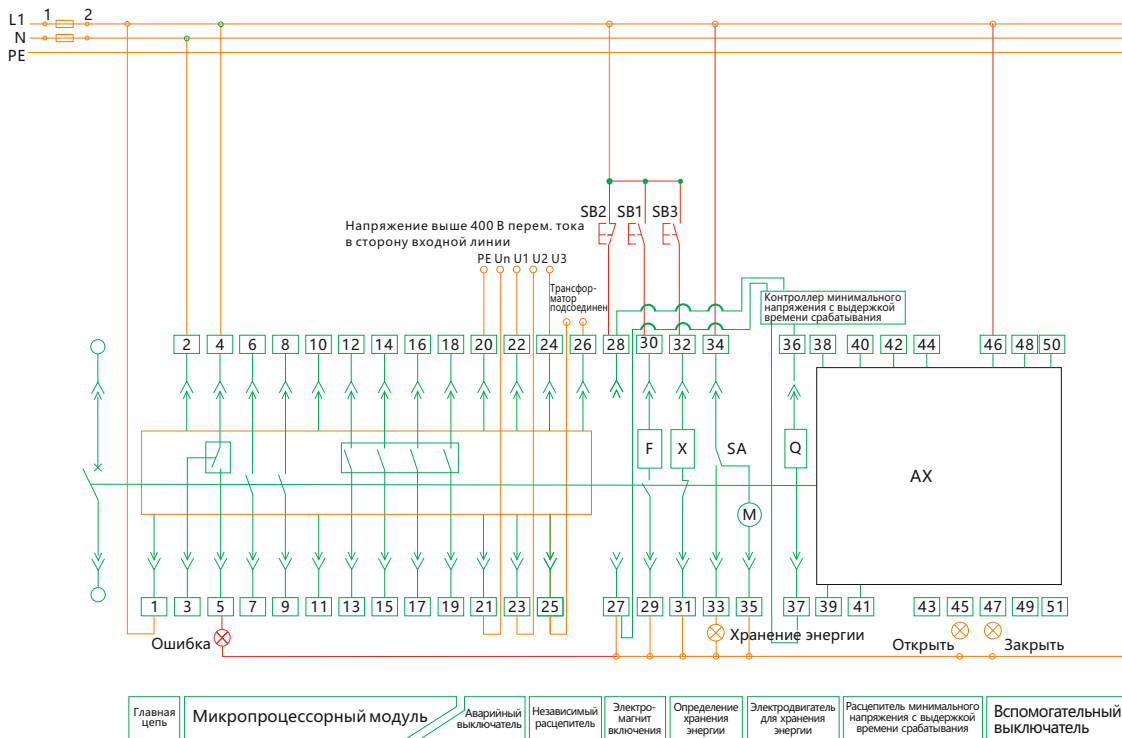 L1 1 2
N
PE
SB2 SB1 SB3
Напряжение выше 400 В перем. тока
в сторону входной линии
PE Un U1 U2 U3
Трансфор-
матор
подсоединен
Контроллер минимального
напряжения с выдержкой
времени срабатывания
2 4 6 8 10 12 14 16 18 20 22 24 26 28 30 32 34 36 38 40 42 44 46 48 50
F X SA Q
AX
M
1 3 5 7 9 11 13 15 17 19 21 23 25 27 29 31 33 35 37 39 41 43 45 47 49 51
Ошибка Хранение энергии Открыть Закрыть
Главная
цепь
Микропроцессорный модуль
Аварийный
выключатель
Независимый
расцепитель
Электро-
магнит
включения
Определение
хранения
энергии
Электродвигатель
для хранения
энергии
Расцепитель минимального
напряжения с выдержкой
времени срабатывания
Вспомогательный
выключатель